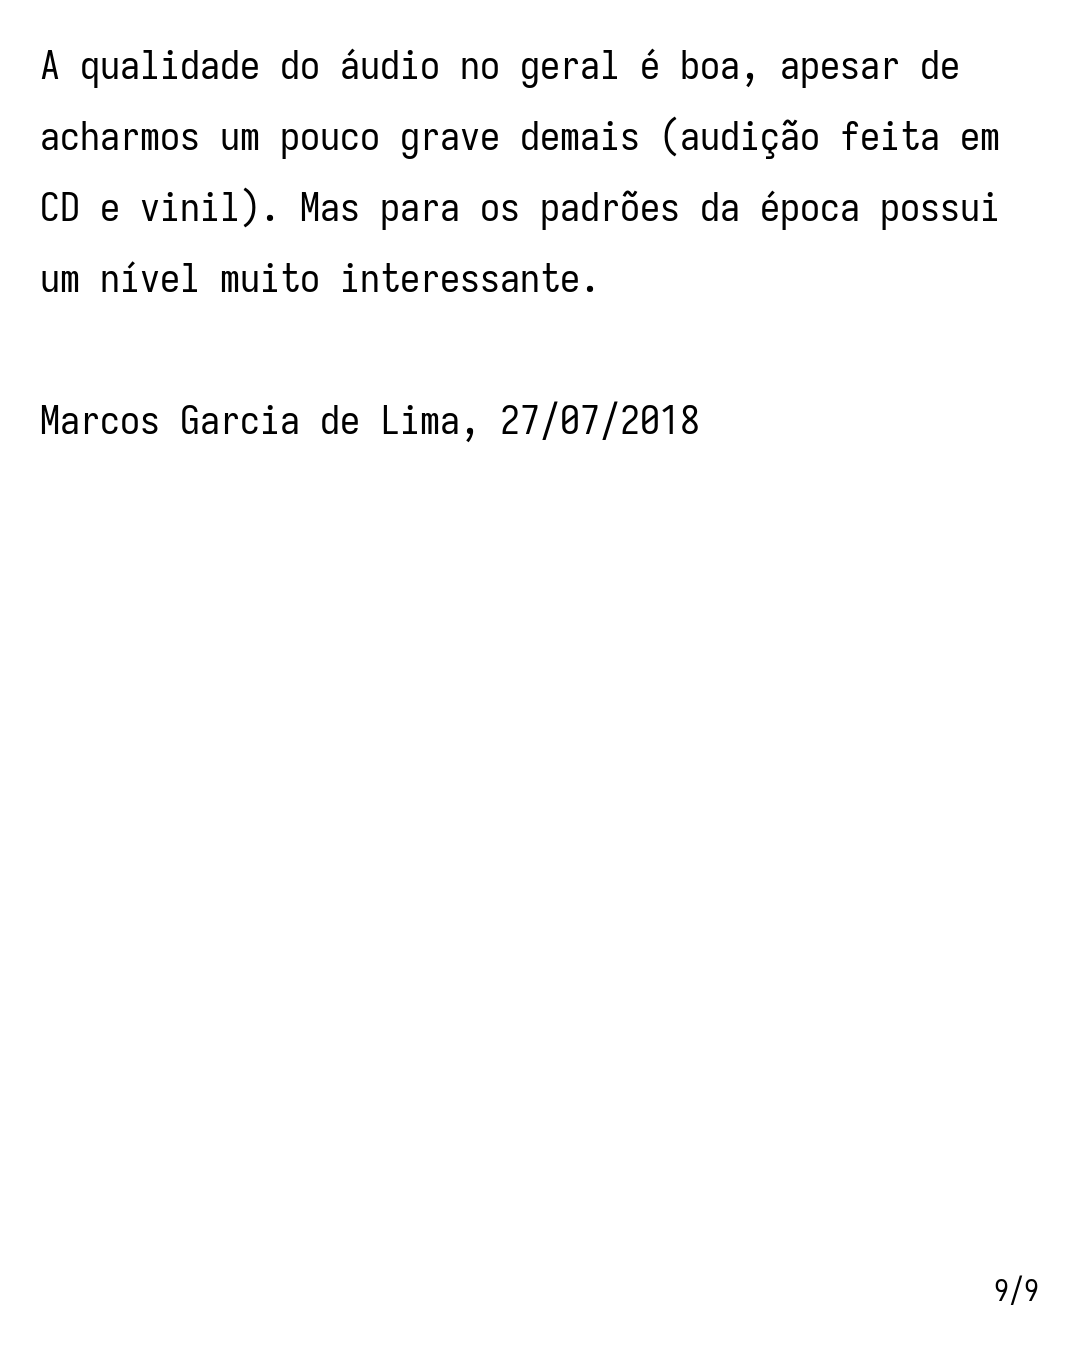 A qualidade do áudio no geral é boa, apesar de
acharmos um pouco grave demais (audição feita em
CD e vinil). Mas para os padrões da época possui
um nível muito interessante.
Marcos Garcia de Lima, 27/07/2018
9/9